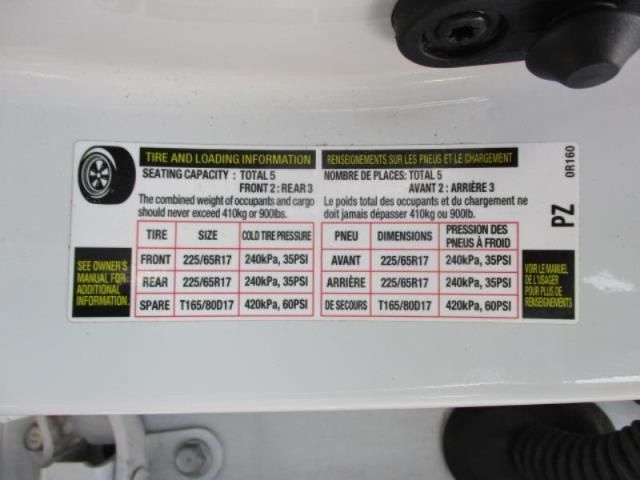 TIRE AND LOADING INFORMATION
SEATING CAPACITY : TOTAL 5
FRONT 2 : REAR 3
The combined weight of occupants and cargo
should never exceed 410kg or 900lbs.
RENSEIGNEMENTS SUR LES PNEUS ET LE CHARGEMENT
NOMBRE DE PLACES: TOTAL 5
AVANT 2 : ARRIÈRE 3
Le poids total des occupants et du chargement ne
doit jamais dépasser 410kg ou 900lb.
SEE OWNER'S
MANUAL FOR
ADDITIONAL
INFORMATION.
TIRE SIZE COLD TIRE PRESSURE
FRONT 225/65R17 240kPa, 35PSI
REAR 225/65R17 240kPa, 35PSI
SPARE T165/80D17 420kPa, 60PSI
PNEU DIMENSIONS PRESSION DES
PNEUS À FROID
AVANT 225/65R17 240kPa, 35PSI
ARRIÈRE 225/65R17 240kPa, 35PSI
DE SECOURS T165/80D17 420kPa, 60PSI
VOIR LE MANUEL
DE L'USAGER
POUR PLUS DE
RENSEIGNEMENTS
PZ
0R160